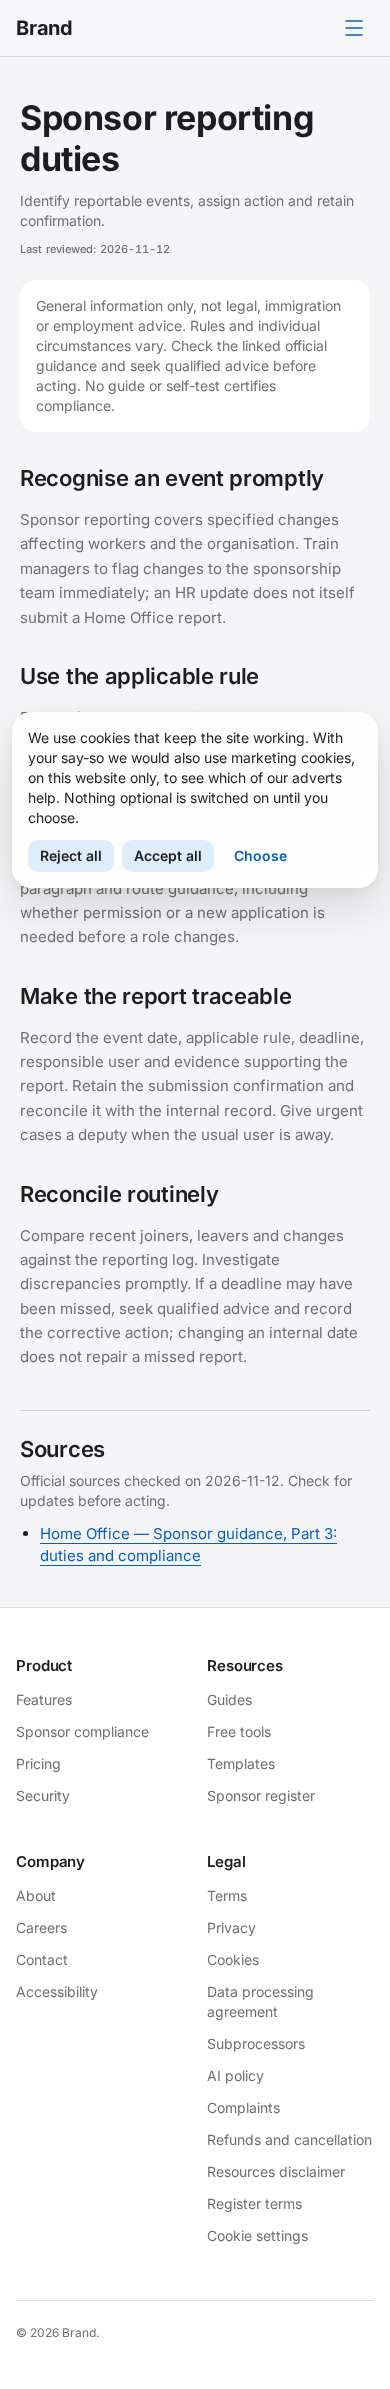 Brand
Sponsor reporting
duties
Identify reportable events, assign action and retain
confirmation.
Last reviewed: 2026-11-12
General information only, not legal, immigration
or employment advice. Rules and individual
circumstances vary. Check the linked official
guidance and seek qualified advice before
acting. No guide or self-test certifies
compliance.
Recognise an event promptly
Sponsor reporting covers specified changes
affecting workers and the organisation. Train
managers to flag changes to the sponsorship
team immediately; an HR update does not itself
submit a Home Office report.
Use the applicable rule
We use cookies that keep the site working. With
your say-so we would also use marketing cookies,
on this website only, to see which of our adverts
help. Nothing optional is switched on until you
choose.
Reject all
Accept all
Choose
paragraph and route guidance, including
whether permission or a new application is
needed before a role changes.
Make the report traceable
Record the event date, applicable rule, deadline,
responsible user and evidence supporting the
report. Retain the submission confirmation and
reconcile it with the internal record. Give urgent
cases a deputy when the usual user is away.
Reconcile routinely
Compare recent joiners, leavers and changes
against the reporting log. Investigate
discrepancies promptly. If a deadline may have
been missed, seek qualified advice and record
the corrective action; changing an internal date
does not repair a missed report.
Sources
Official sources checked on 2026-11-12. Check for
updates before acting.
Home Office — Sponsor guidance, Part 3:
duties and compliance
Product
Features
Sponsor compliance
Pricing
Security
Resources
Guides
Free tools
Templates
Sponsor register
Company
About
Careers
Contact
Accessibility
Legal
Terms
Privacy
Cookies
Data processing
agreement
Subprocessors
AI policy
Complaints
Refunds and cancellation
Resources disclaimer
Register terms
Cookie settings
© 2026 Brand.